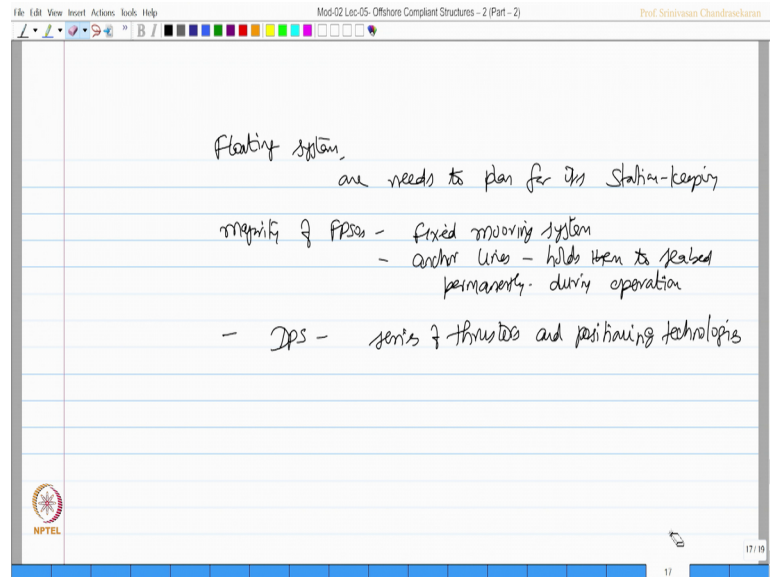 File Edit View Insert Actions Tools Help
Mod-02 Lec-05- Offshore Compliant Structures – 2 (Part – 2)
Prof. Srinivasan Chandrasekaran
B I
Floating system,
one needs to plan for its station-keeping
majority of FPSOs - fixed mooring system
- anchor lines - holds them to seabed
permanently. during operation
- DPS - series of thrusters and positioning technologies
NPTEL
17/19
17